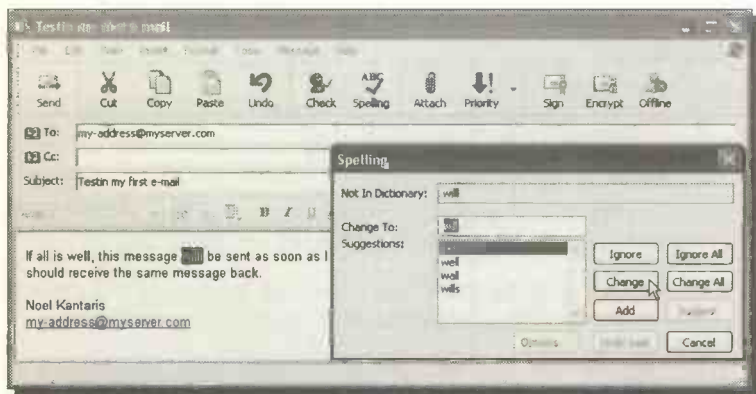 Testin my first e-mail
Send Cut Copy Paste Undo Check Spelling Attach Priority Sign Encrypt Offline
To: my-address@myserver.com
Cc:
Subject: Testin my first e-mail
B I U
If all is well, this message be sent as soon as I
should receive the same message back.
Noel Kantaris
my-address@myserver.com
Spelling
Not In Dictionary:
Change To:
Suggestions:
well
wall
wills
Ignore
Ignore All
Change
Change All
Add
Options
Cancel